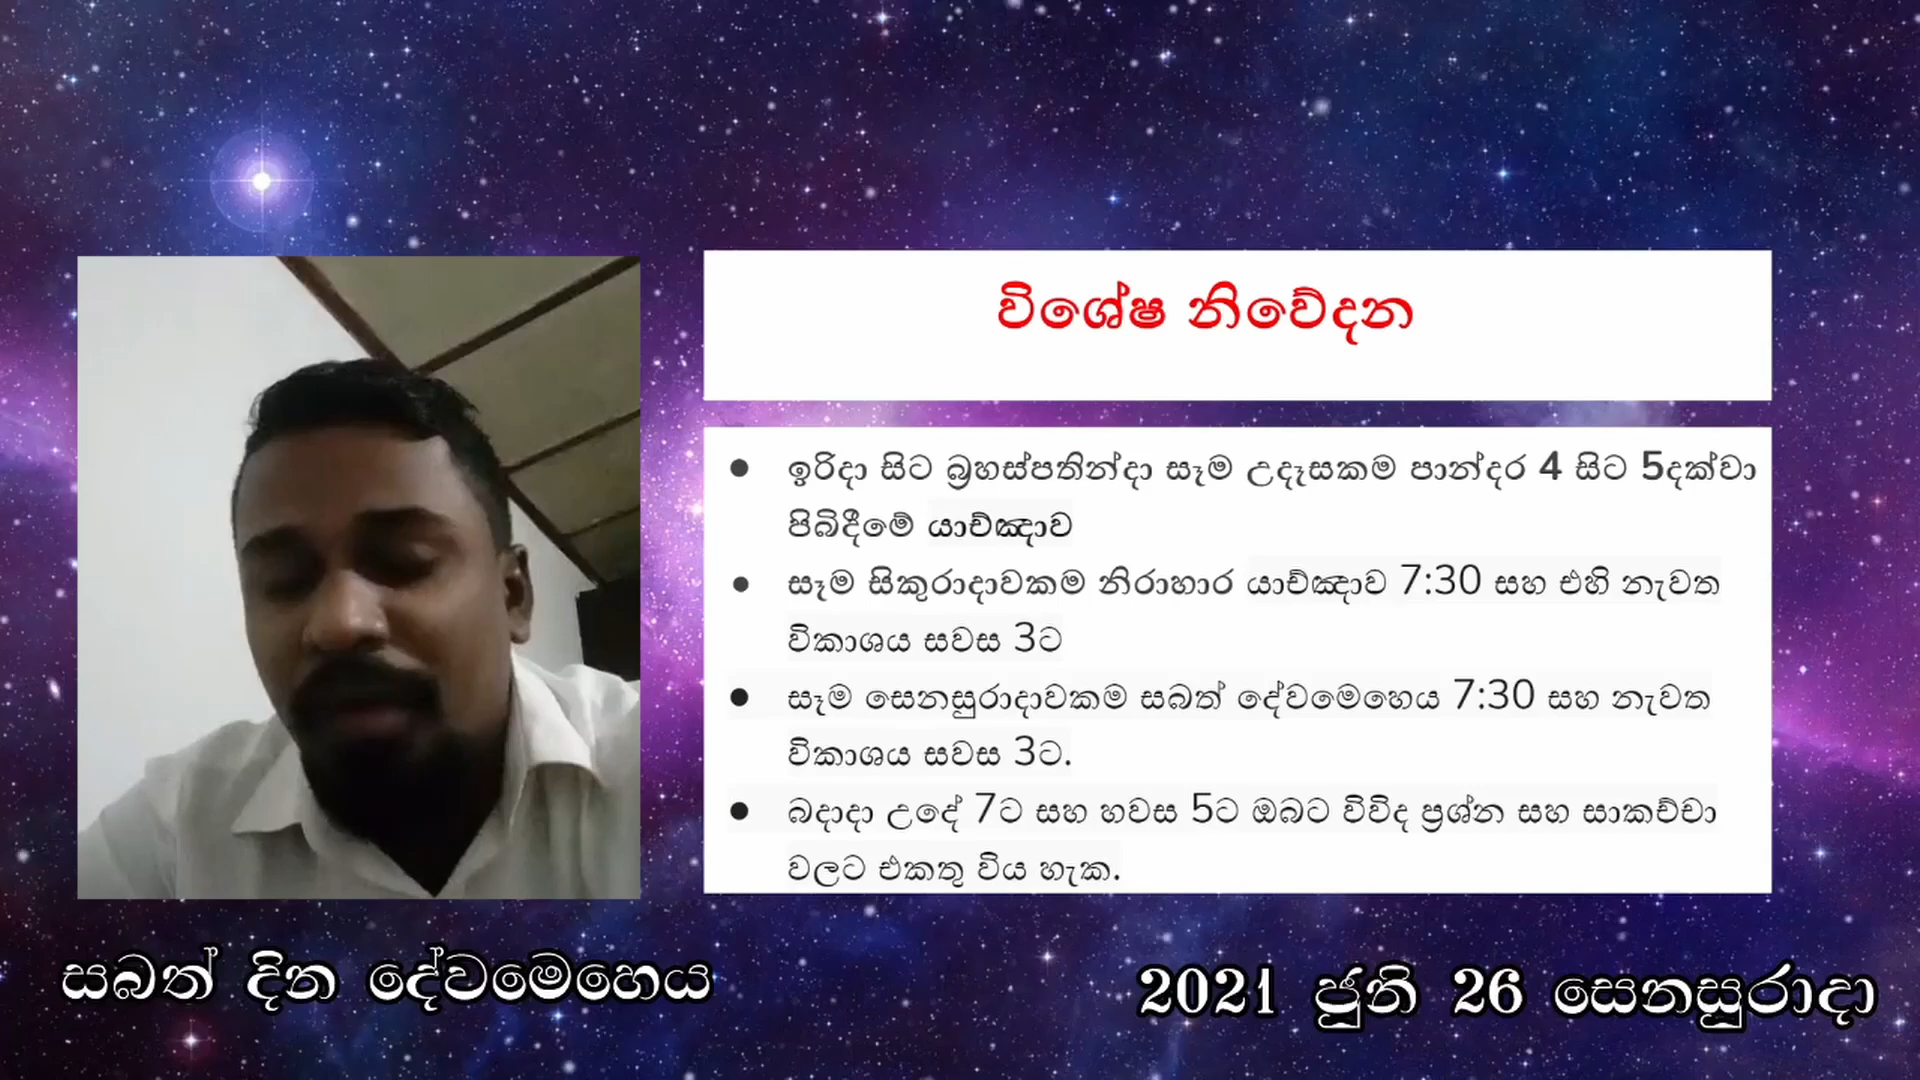 විශේෂ නිවේදන
● ඉරිදා සිට බ්‍රහස්පතින්දා සෑම උදෑසකම පාන්දර 4 සිට 5දක්වා
පිබිදීමේ යාච්ඤාව
● සෑම සිකුරාදාවකම නිරාහාර යාච්ඤාව 7:30 සහ එහි නැවත
විකාශය සවස 3ට
● සෑම සෙනසුරාදාවකම සබත් දේවමෙහෙය 7:30 සහ නැවත
විකාශය සවස 3ට.
● බදාදා උදේ 7ට සහ හවස 5ට ඔබට විවිද ප්‍රශ්න සහ සාකච්චා
වලට එකතු විය හැක.
සබත් දින දේවමෙහෙය
2021 ජුනි 26 සෙනසුරාදා